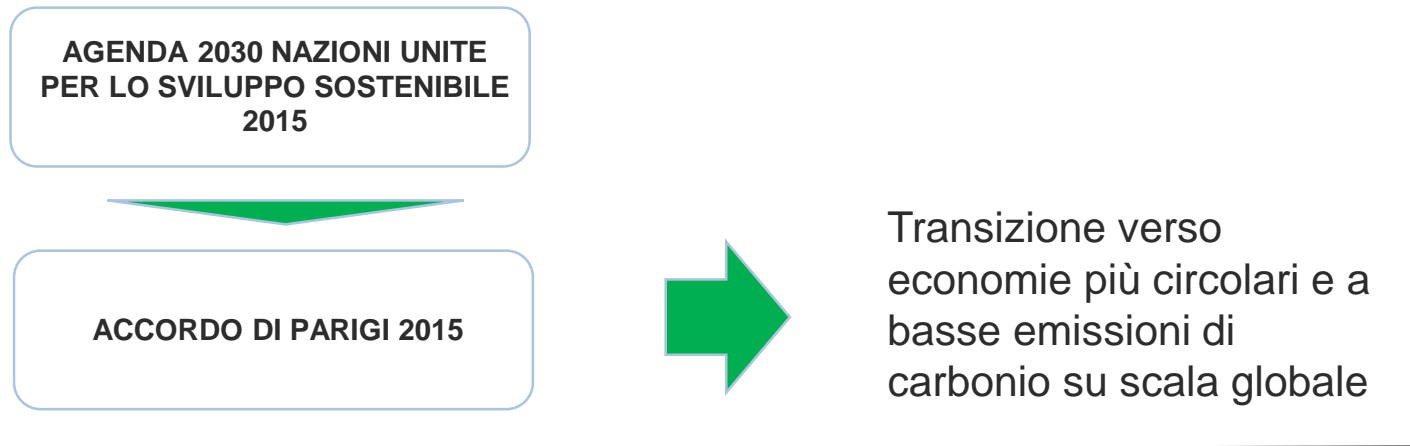 AGENDA 2030 NAZIONI UNITE
PER LO SVILUPPO SOSTENIBILE
2015
ACCORDO DI PARIGI 2015
Transizione verso
economie più circolari e a
basse emissioni di
carbonio su scala globale